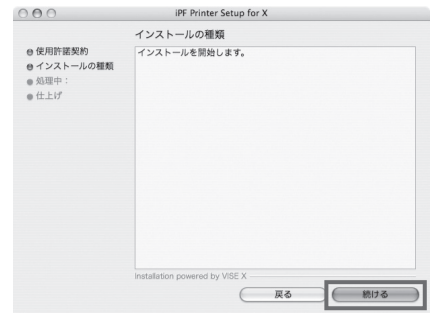 iPF Printer Setup for X
インストールの種類
使用許諾契約
インストールの種類
処理中：
仕上げ
インストールを開始します。
Installation powered by VISE X
戻る
続ける